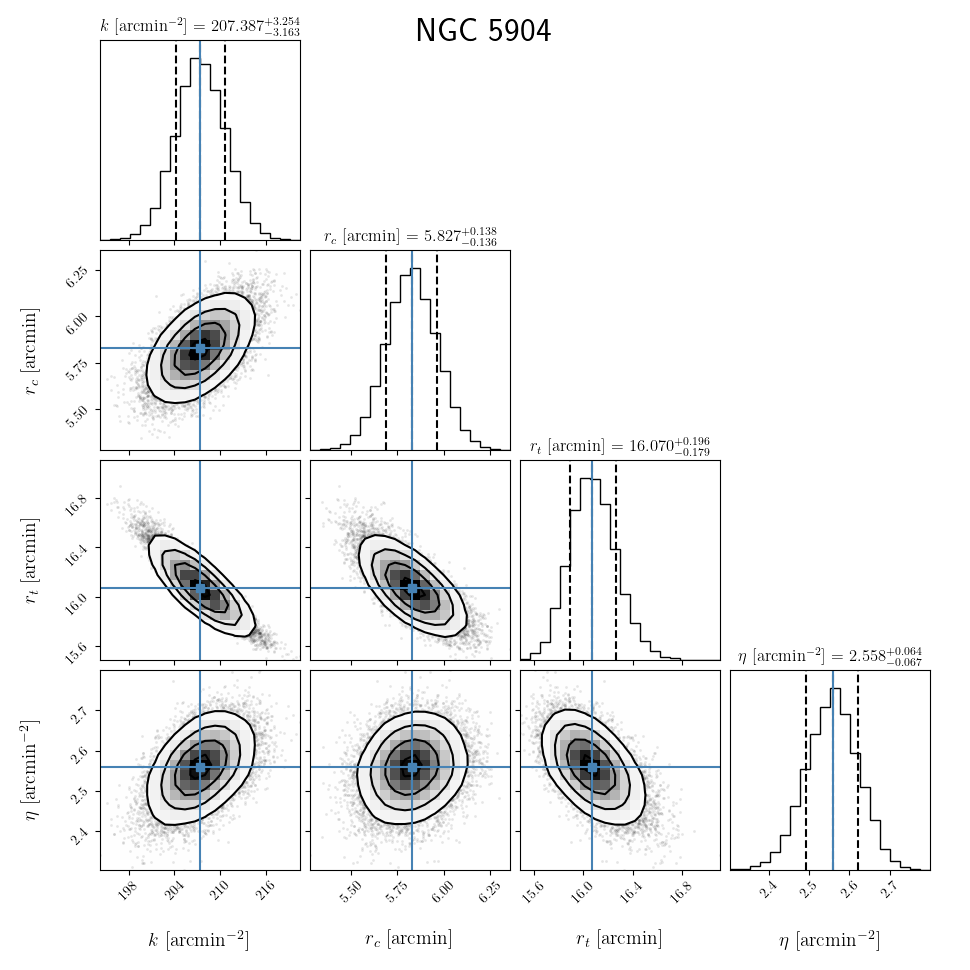 NGC 5904
k [arcmin⁻²] = 207.387 +3.254 −3.163
r_c [arcmin] = 5.827 +0.138 −0.136
6.25
6.00
5.75
5.50
r_c [arcmin]
r_t [arcmin] = 16.070 +0.196 −0.179
16.8
16.4
16.0
15.6
r_t [arcmin]
η [arcmin⁻²] = 2.558 +0.064 −0.067
2.7
2.6
2.5
2.4
η [arcmin⁻²]
198 204 210 216
5.50 5.75 6.00 6.25
15.6 16.0 16.4 16.8
2.4 2.5 2.6 2.7
k [arcmin⁻²]
r_c [arcmin]
r_t [arcmin]
η [arcmin⁻²]